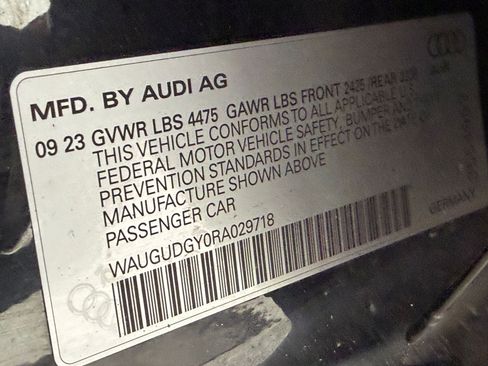 MFD. BY AUDI AG
09 23 GVWR LBS 4475 GAWR LBS FRONT 2425 /REAR
THIS VEHICLE CONFORMS TO ALL APPLICABLE U.S.
FEDERAL MOTOR VEHICLE SAFETY, BUMPER AND THEFT
PREVENTION STANDARDS IN EFFECT ON THE DATE OF
MANUFACTURE SHOWN ABOVE
PASSENGER CAR
WAUGUDGY0RA029718
GERMANY